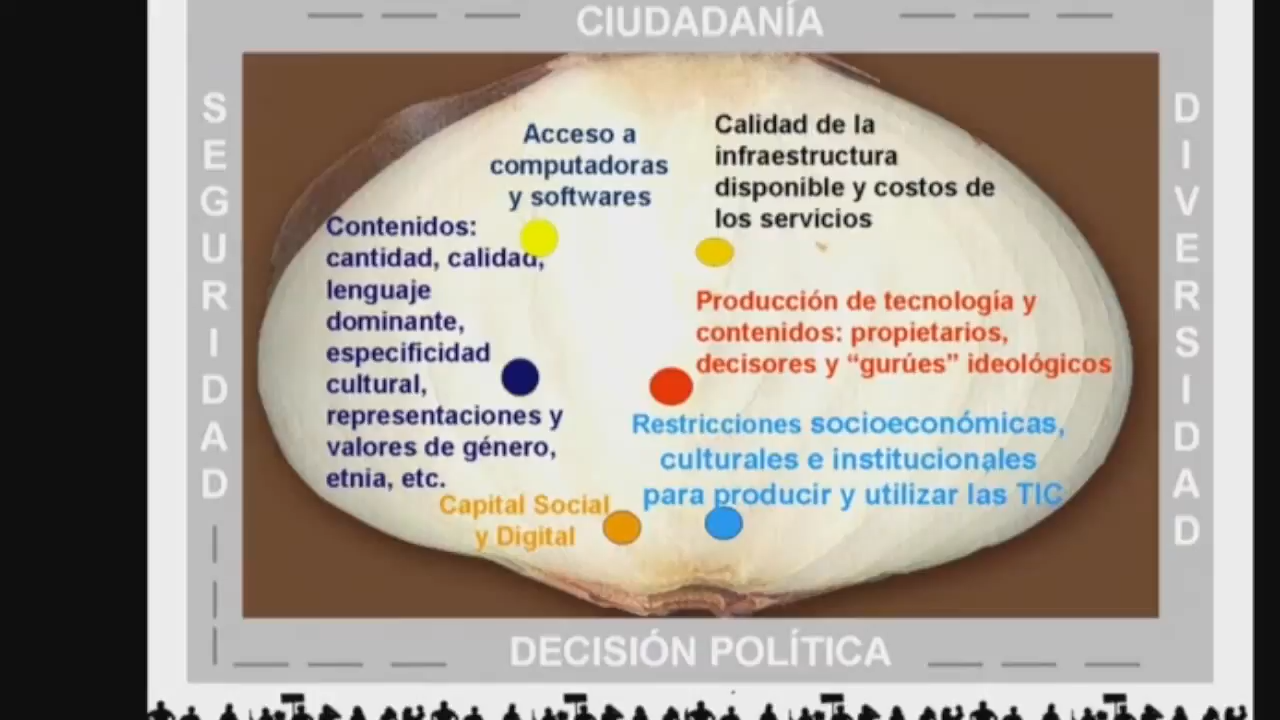 CIUDADANÍA
SEGURIDAD
Acceso a
computadoras
y softwares
Calidad de la
infraestructura
disponible y costos de
los servicios
Contenidos:
cantidad, calidad,
lenguaje
dominante,
especificidad
cultural,
representaciones y
valores de género,
etnia, etc.
Producción de tecnología y
contenidos: propietarios,
decisores y “gurúes” ideológicos
Restricciones socioeconómicas,
culturales e institucionales
para producir y utilizar las TIC
Capital Social
y Digital
DIVERSIDAD
DECISIÓN POLÍTICA